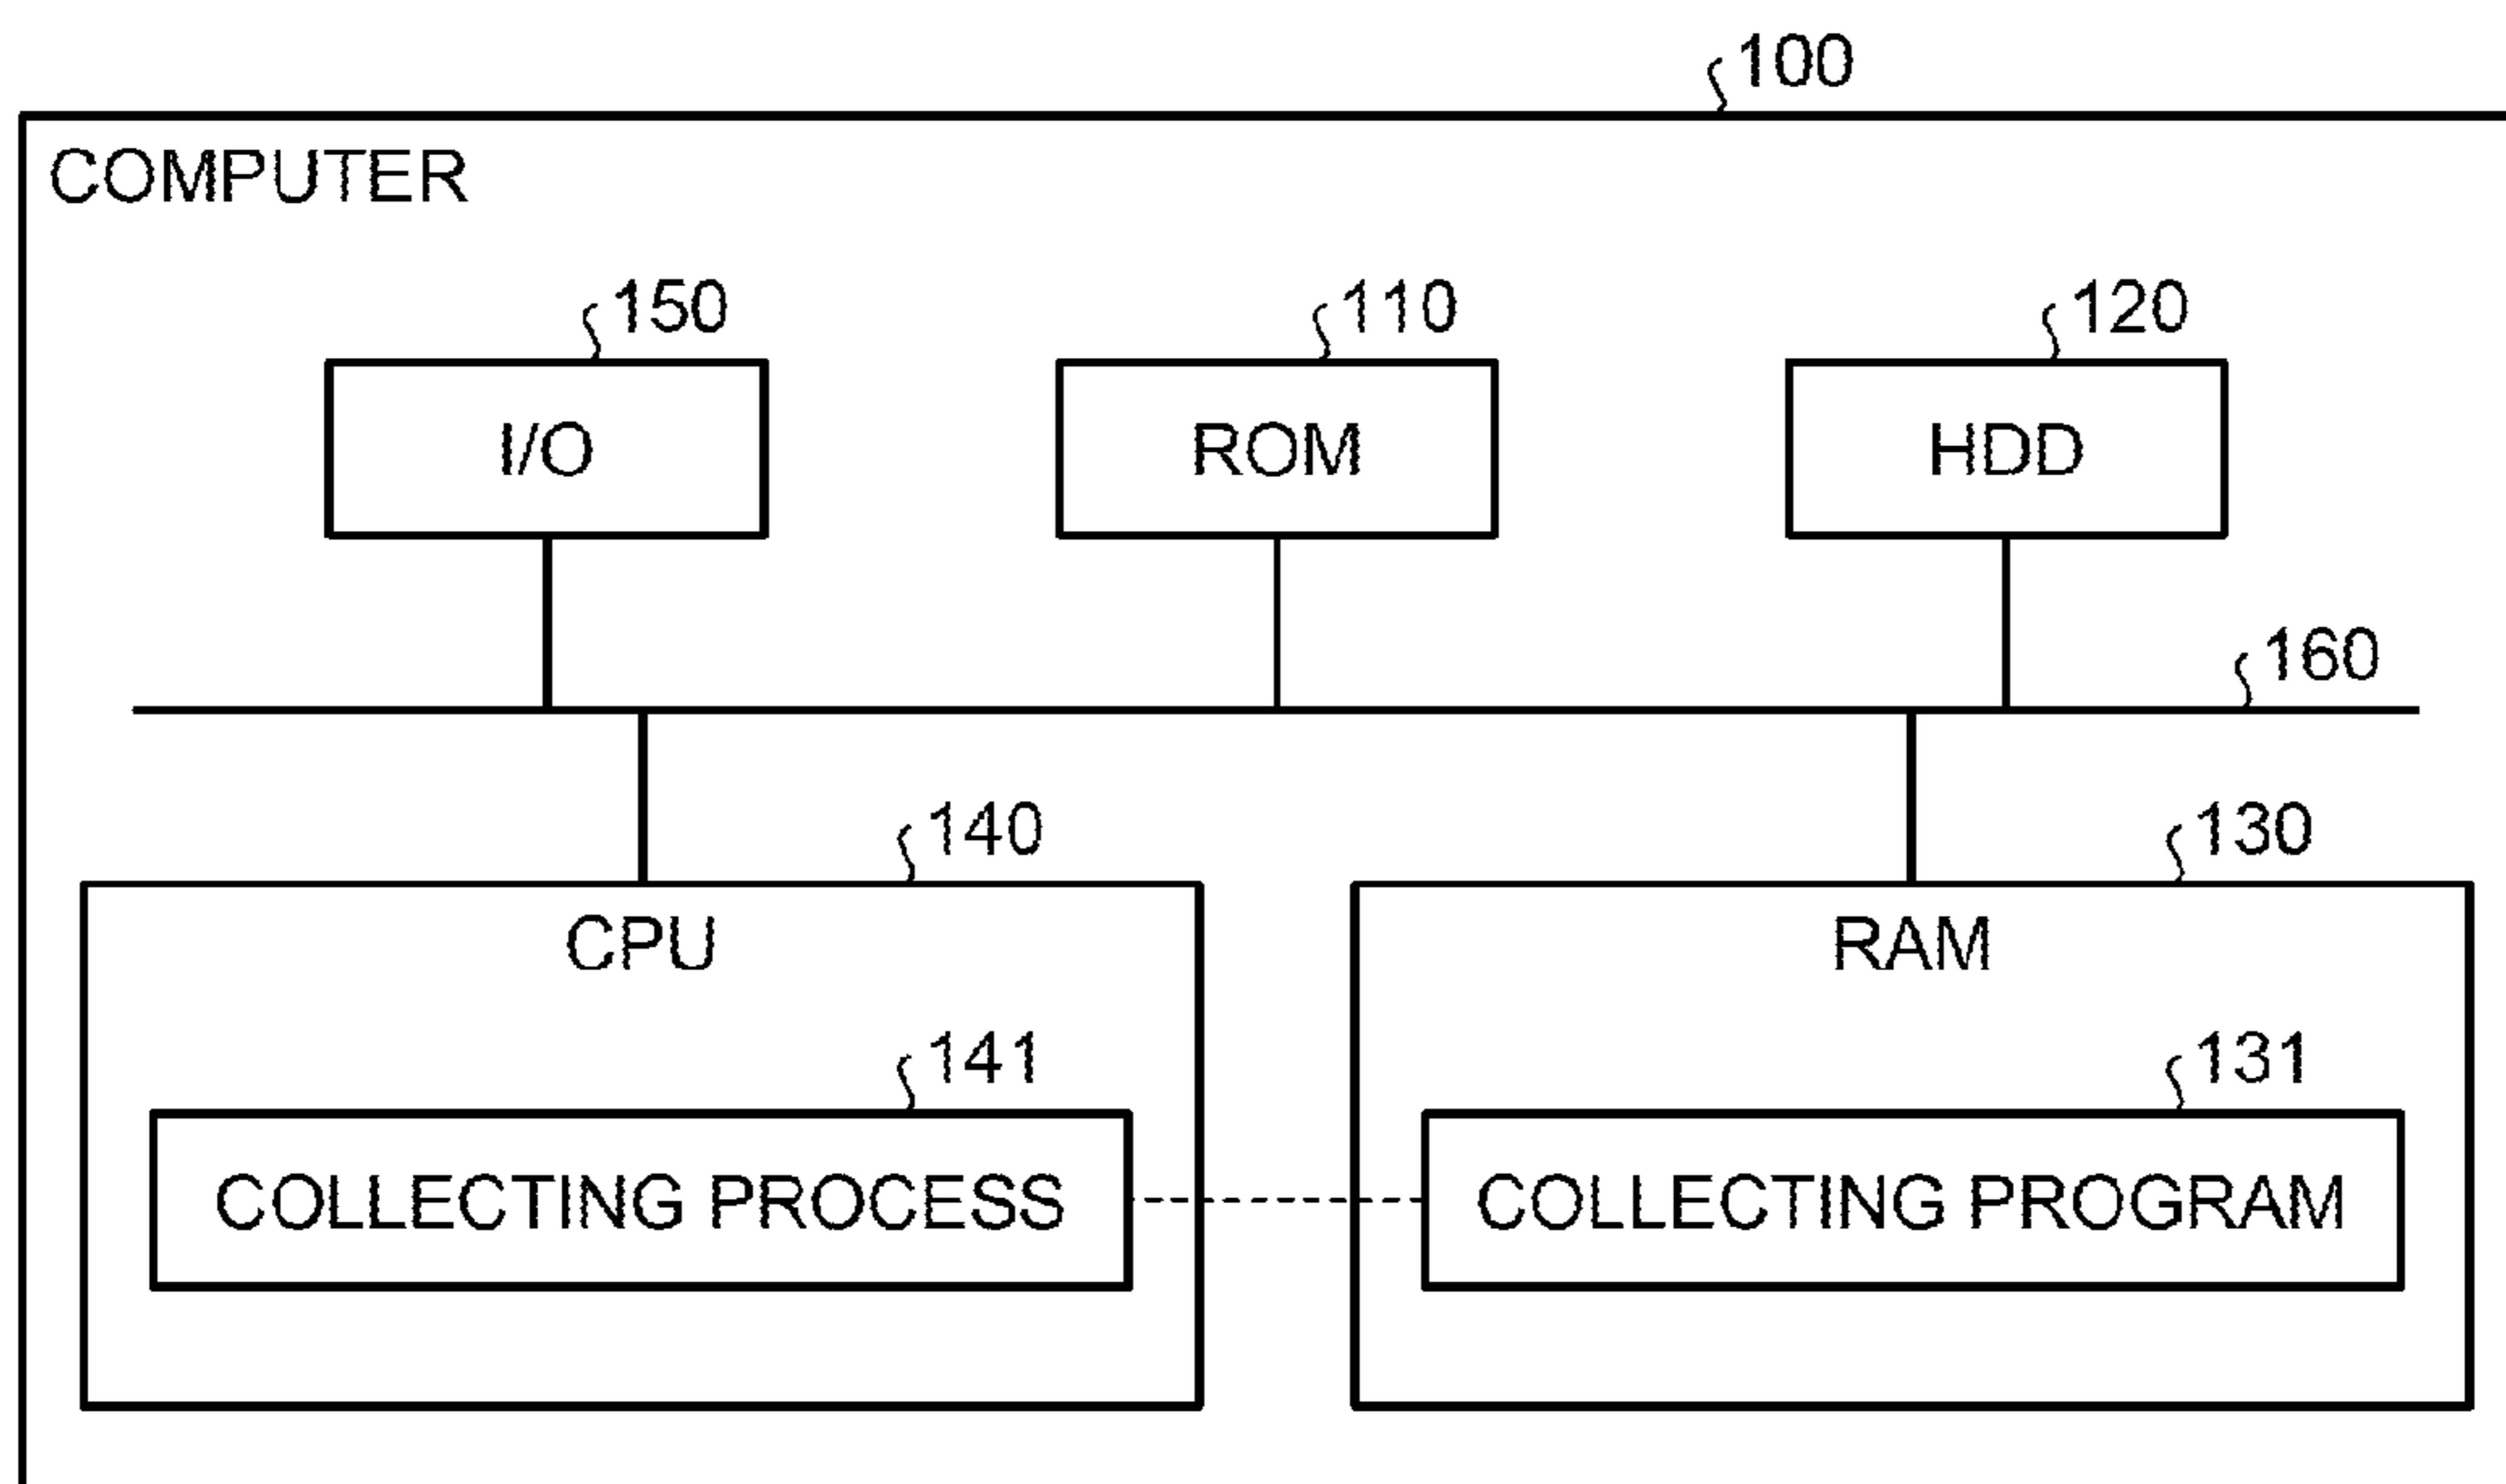 100
COMPUTER
150 110 120
I/O ROM HDD
160
140 130
CPU RAM
141 131
COLLECTING PROCESS COLLECTING PROGRAM